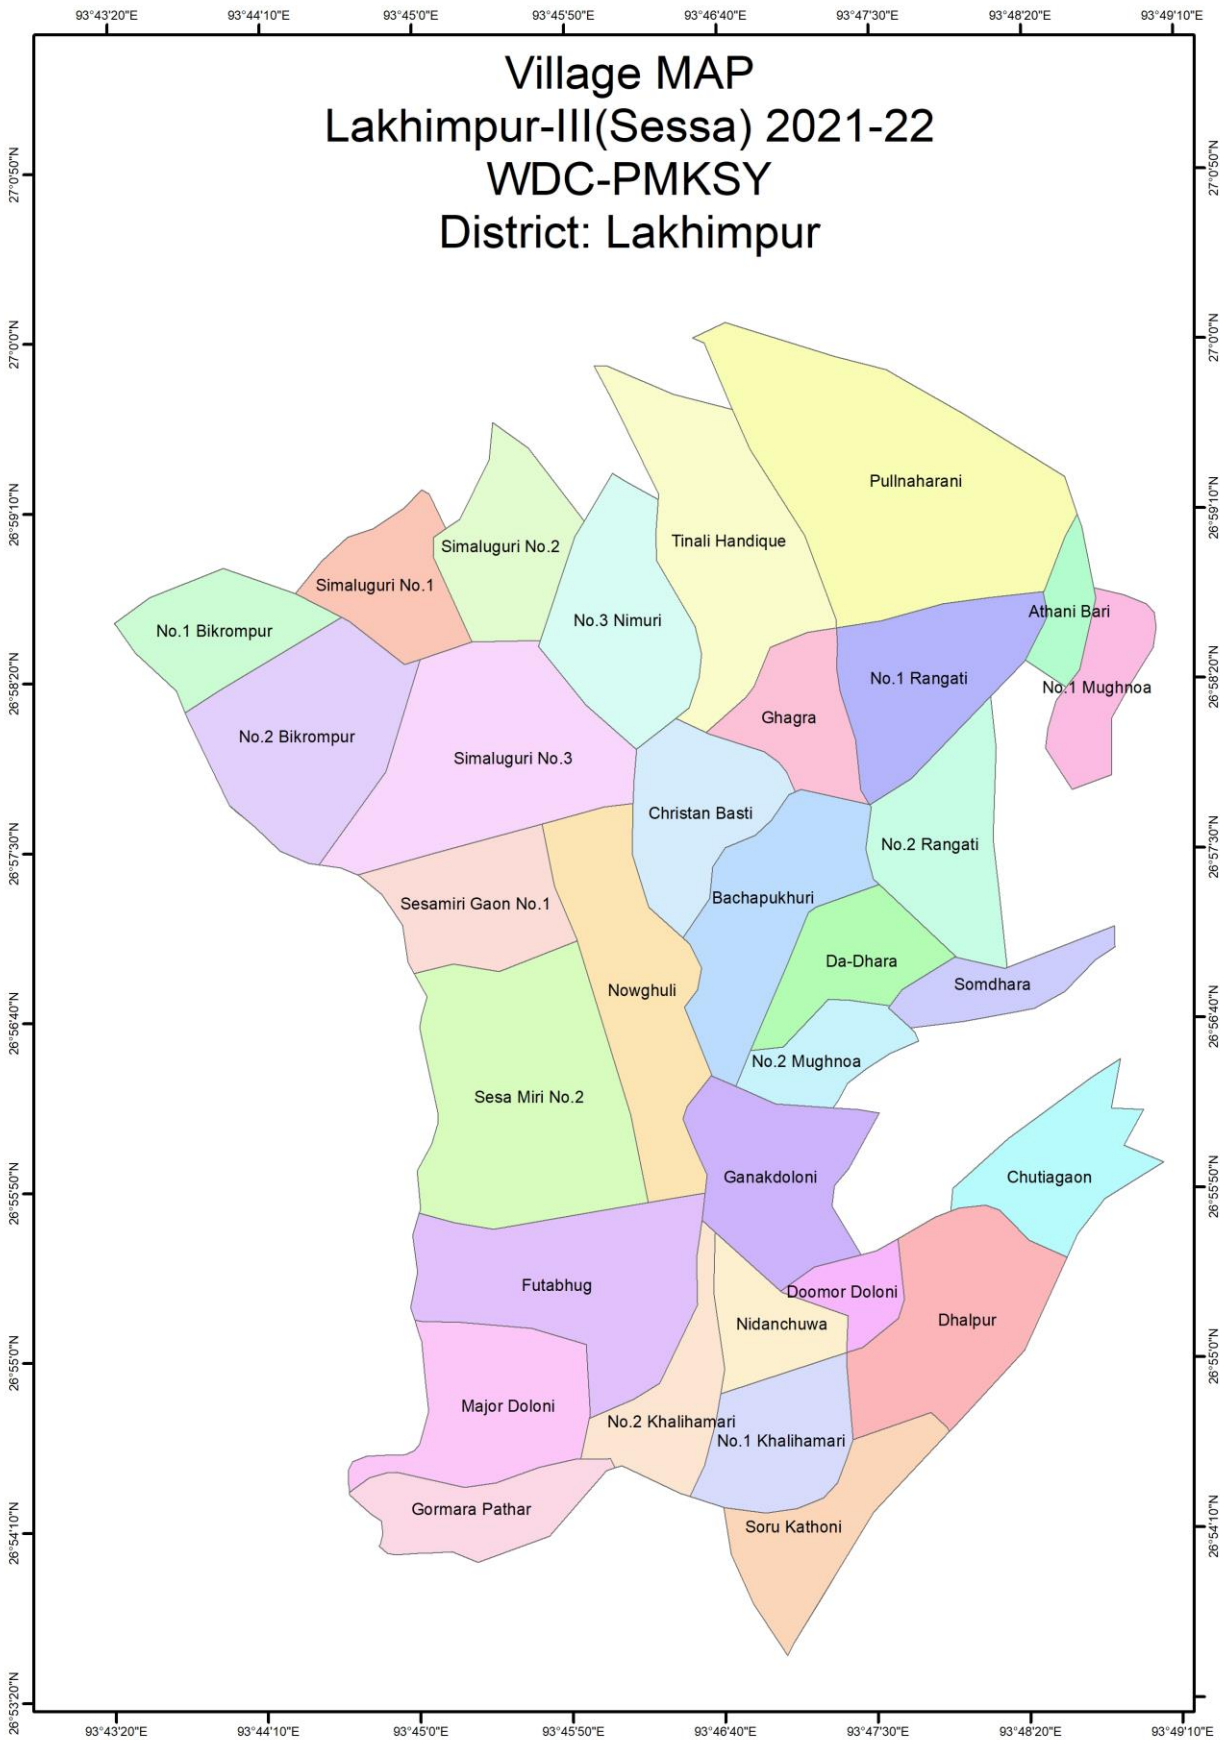 93°43'20"E 93°44'10"E 93°45'0"E 93°45'50"E 93°46'40"E 93°47'30"E 93°48'20"E 93°49'10"E
Village MAP
Lakhimpur-III(Sessa) 2021-22
WDC-PMKSY
District: Lakhimpur
27°0'50"N 27°0'50"N
27°0'0"N 27°0'0"N
26°59'10"N 26°59'10"N
26°58'20"N 26°58'20"N
26°57'30"N 26°57'30"N
26°56'40"N 26°56'40"N
26°55'50"N 26°55'50"N
26°55'0"N 26°55'0"N
26°54'10"N 26°54'10"N
26°53'20"N
Pullnaharani
Tinali Handique
Simaluguri No.2
Simaluguri No.1
Athani Bari
No.3 Nimuri
No.1 Bikrompur
No.1 Rangati
No.1 Mughnoa
Ghagra
No.2 Bikrompur
Simaluguri No.3
Christan Basti
No.2 Rangati
Bachapukhuri
Sesamiri Gaon No.1
Da-Dhara
Somdhara
Nowghuli
No.2 Mughnoa
Sesa Miri No.2
Ganakdoloni
Chutiagaon
Futabhug
Doomor Doloni
Dhalpur
Nidanchuwa
Major Doloni
No.2 Khalihamari
No.1 Khalihamari
Gormara Pathar
Soru Kathoni
93°43'20"E 93°44'10"E 93°45'0"E 93°45'50"E 93°46'40"E 93°47'30"E 93°48'20"E 93°49'10"E